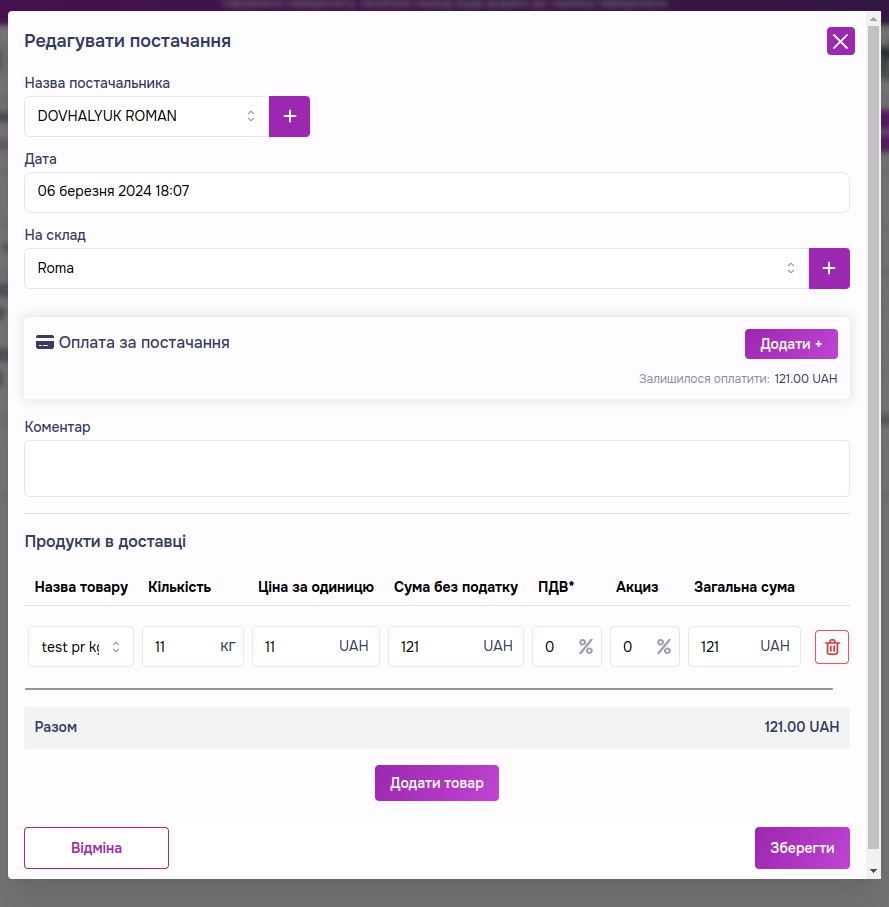 Редагувати постачання
Назва постачальника
DOVHALYUK ROMAN
+
Дата
06 березня 2024 18:07
На склад
Roma
+
Оплата за постачання
Додати +
Залишилося оплатити: 121.00 UAH
Коментар
Продукти в доставці
Назва товару Кількість Ціна за одиницю Сума без податку ПДВ* Акциз Загальна сума
test pr kg 11 кг 11 UAH 121 UAH 0 % 0 % 121 UAH
Разом 121.00 UAH
Додати товар
Відміна Зберегти